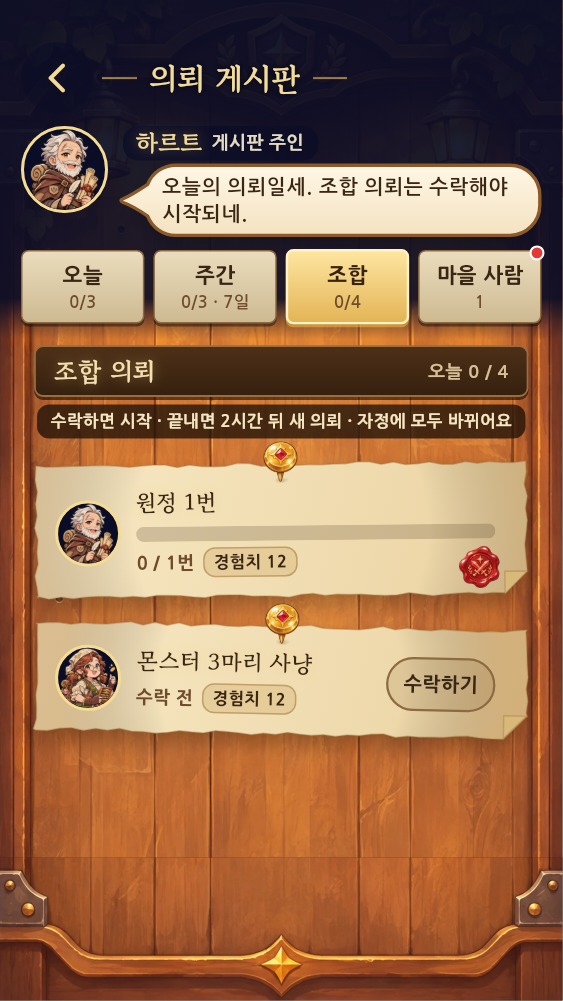 의뢰 게시판
하르트 게시판 주인
오늘의 의뢰일세. 조합 의뢰는 수락해야
시작되네.
오늘
0/3
주간
0/3 · 7일
조합
0/4
마을 사람
1
조합 의뢰
오늘 0 / 4
수락하면 시작 · 끝내면 2시간 뒤 새 의뢰 · 자정에 모두 바뀌어요
원정 1번
0 / 1번 경험치 12
몬스터 3마리 사냥
수락 전 경험치 12
수락하기